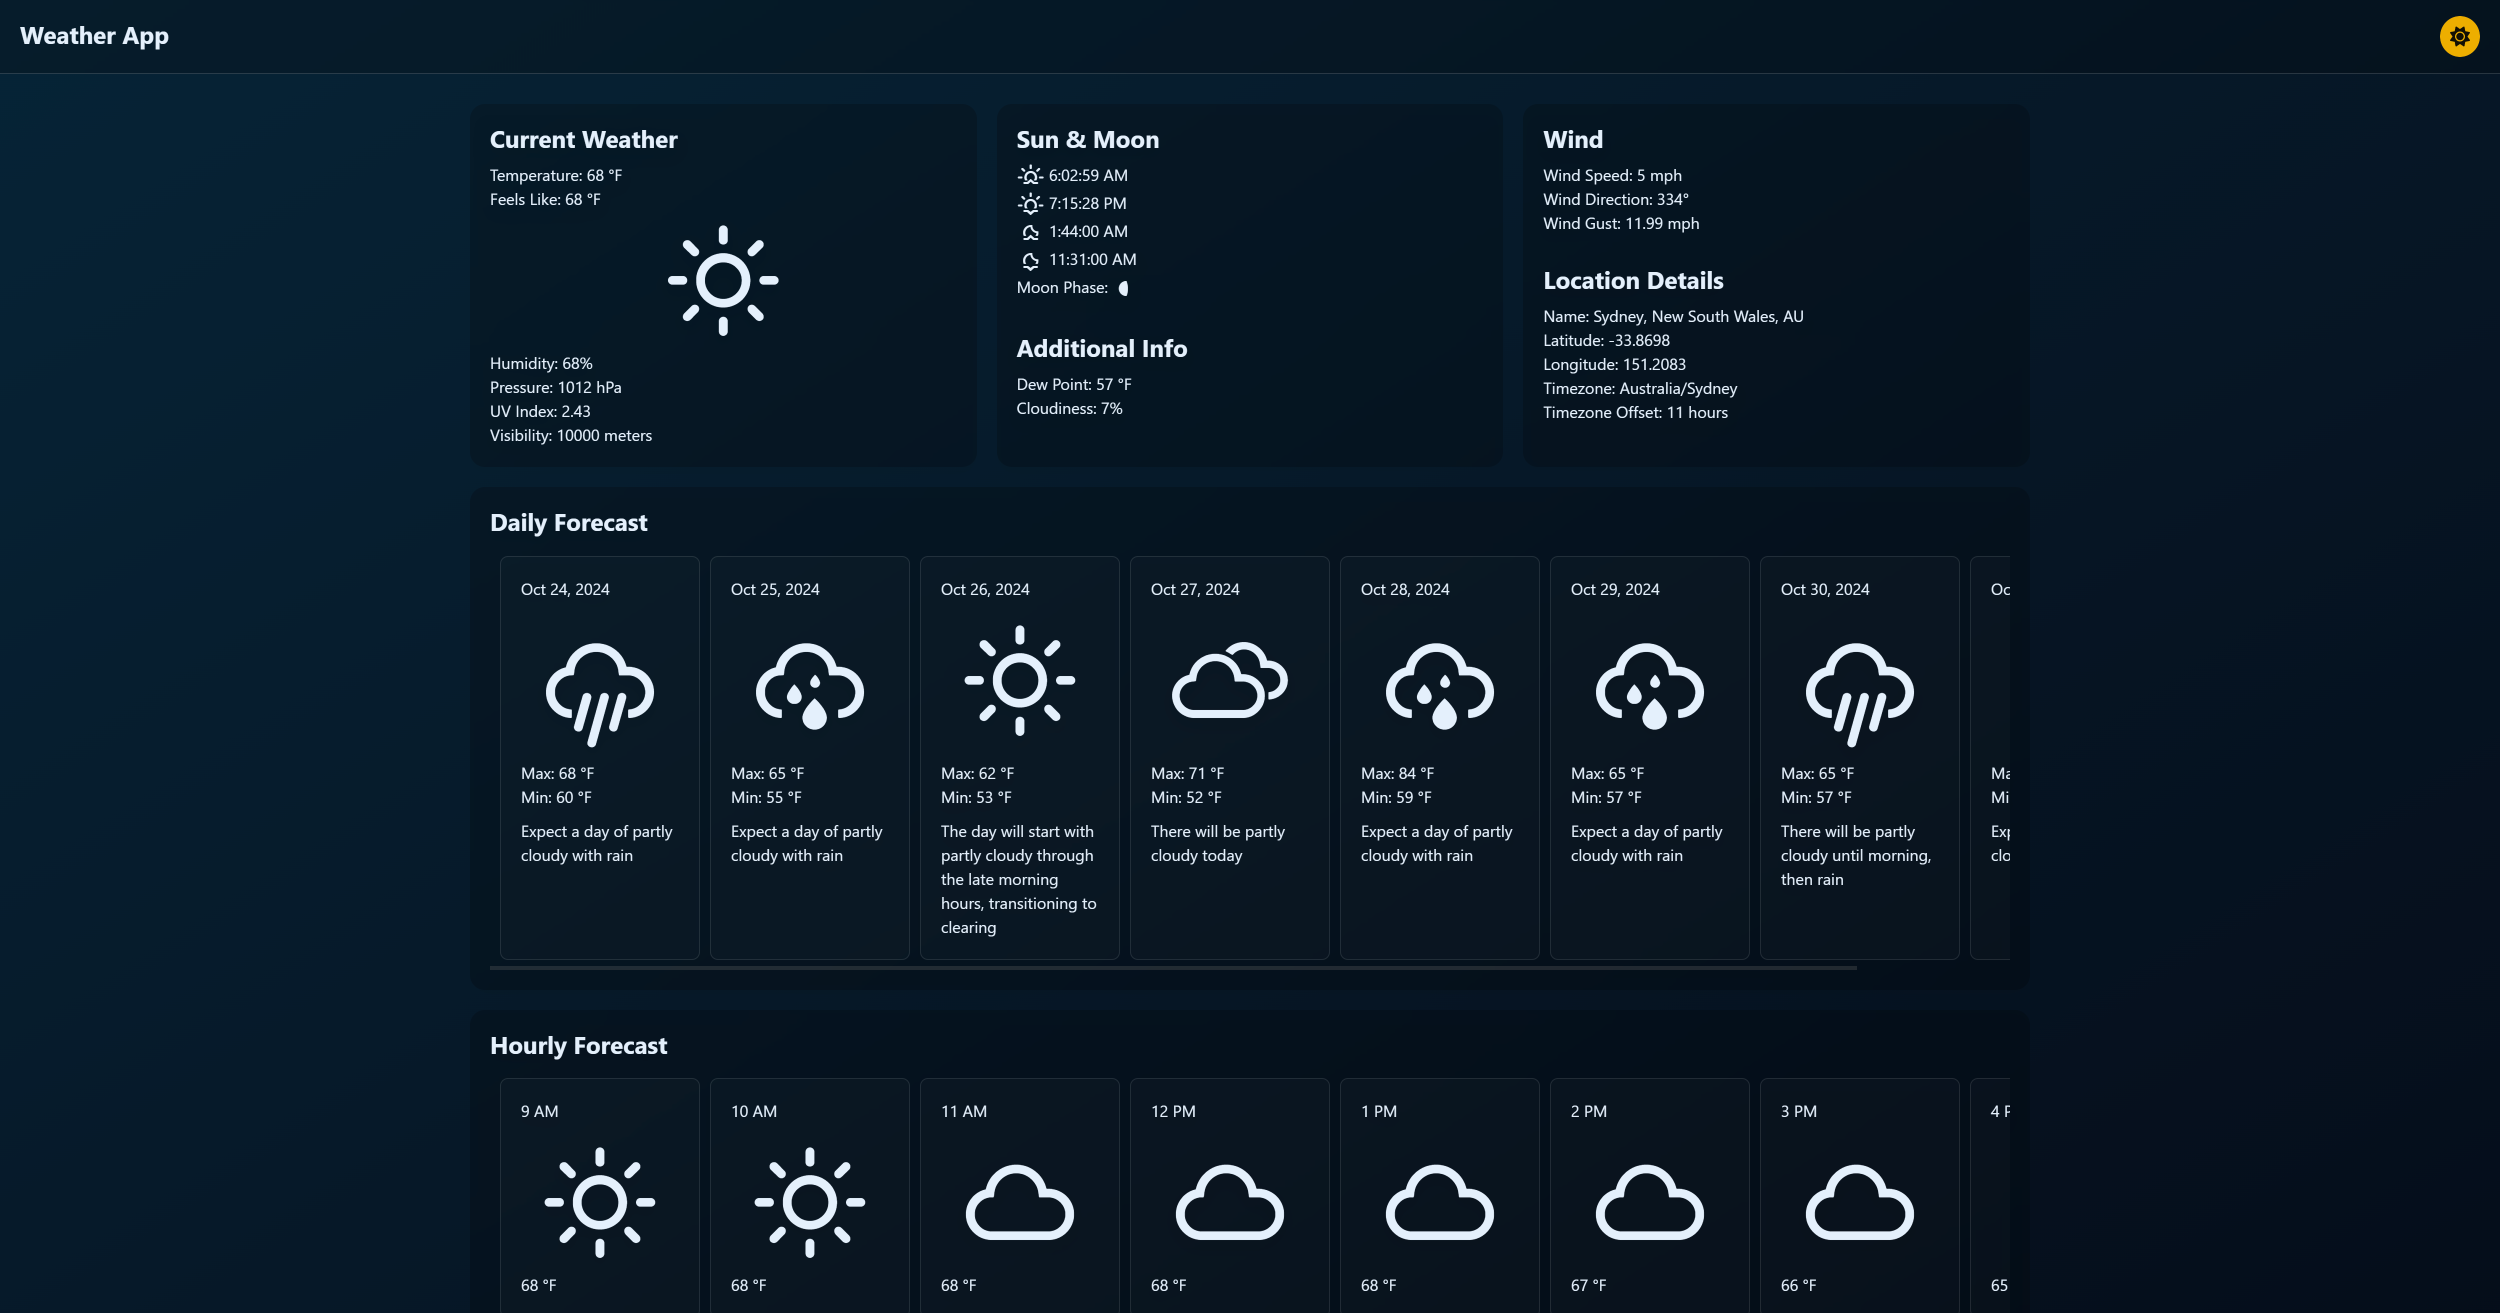 Weather App
Current Weather
Temperature: 68 °F
Feels Like: 68 °F
Humidity: 68%
Pressure: 1012 hPa
UV Index: 2.43
Visibility: 10000 meters
Sun & Moon
6:02:59 AM
7:15:28 PM
1:44:00 AM
11:31:00 AM
Moon Phase:
Additional Info
Dew Point: 57 °F
Cloudiness: 7%
Wind
Wind Speed: 5 mph
Wind Direction: 334°
Wind Gust: 11.99 mph
Location Details
Name: Sydney, New South Wales, AU
Latitude: -33.8698
Longitude: 151.2083
Timezone: Australia/Sydney
Timezone Offset: 11 hours
Daily Forecast
Oct 24, 2024
Max: 68 °F
Min: 60 °F
Expect a day of partly
cloudy with rain
Oct 25, 2024
Max: 65 °F
Min: 55 °F
Expect a day of partly
cloudy with rain
Oct 26, 2024
Max: 62 °F
Min: 53 °F
The day will start with
partly cloudy through
the late morning
hours, transitioning to
clearing
Oct 27, 2024
Max: 71 °F
Min: 52 °F
There will be partly
cloudy today
Oct 28, 2024
Max: 84 °F
Min: 59 °F
Expect a day of partly
cloudy with rain
Oct 29, 2024
Max: 65 °F
Min: 57 °F
Expect a day of partly
cloudy with rain
Oct 30, 2024
Max: 65 °F
Min: 57 °F
There will be partly
cloudy until morning,
then rain
Hourly Forecast
9 AM
68 °F
10 AM
68 °F
11 AM
68 °F
12 PM
68 °F
1 PM
68 °F
2 PM
67 °F
3 PM
66 °F
4
65